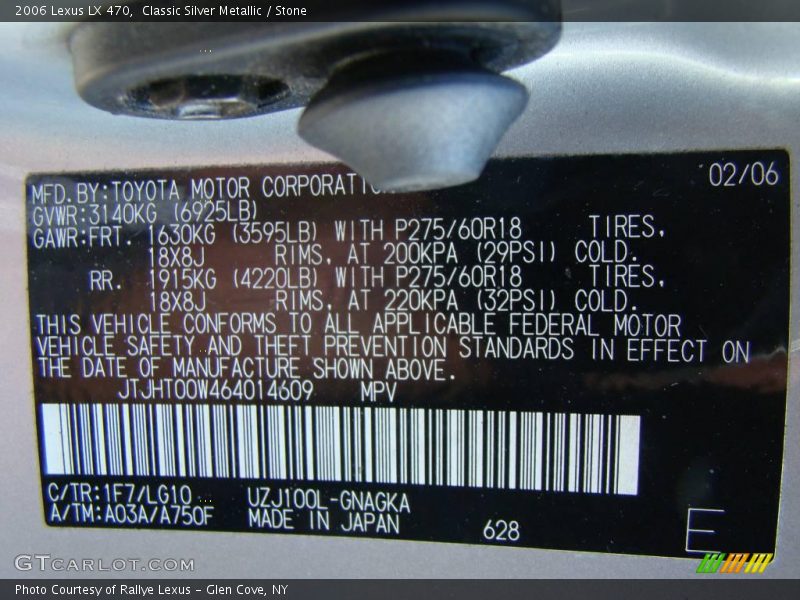 2006 Lexus LX 470, Classic Silver Metallic / Stone
02/06
MFD.BY:TOYOTA MOTOR CORPORATION
GVWR:3140KG (6925LB)
GAWR:FRT. 1630KG (3595LB) WITH P275/60R18 TIRES,
18X8J RIMS, AT 200KPA (29PSI) COLD.
RR. 1915KG (4220LB) WITH P275/60R18 TIRES,
18X8J RIMS, AT 220KPA (32PSI) COLD.
THIS VEHICLE CONFORMS TO ALL APPLICABLE FEDERAL MOTOR
VEHICLE SAFETY AND THEFT PREVENTION STANDARDS IN EFFECT ON
THE DATE OF MANUFACTURE SHOWN ABOVE.
JTJHT00W464014609 MPV
C/TR:1F7/LG10 UZJ100L-GNAGKA
A/TM:A03A/A750F MADE IN JAPAN 628
E
GTCARLOT.COM
Photo Courtesy of Rallye Lexus - Glen Cove, NY